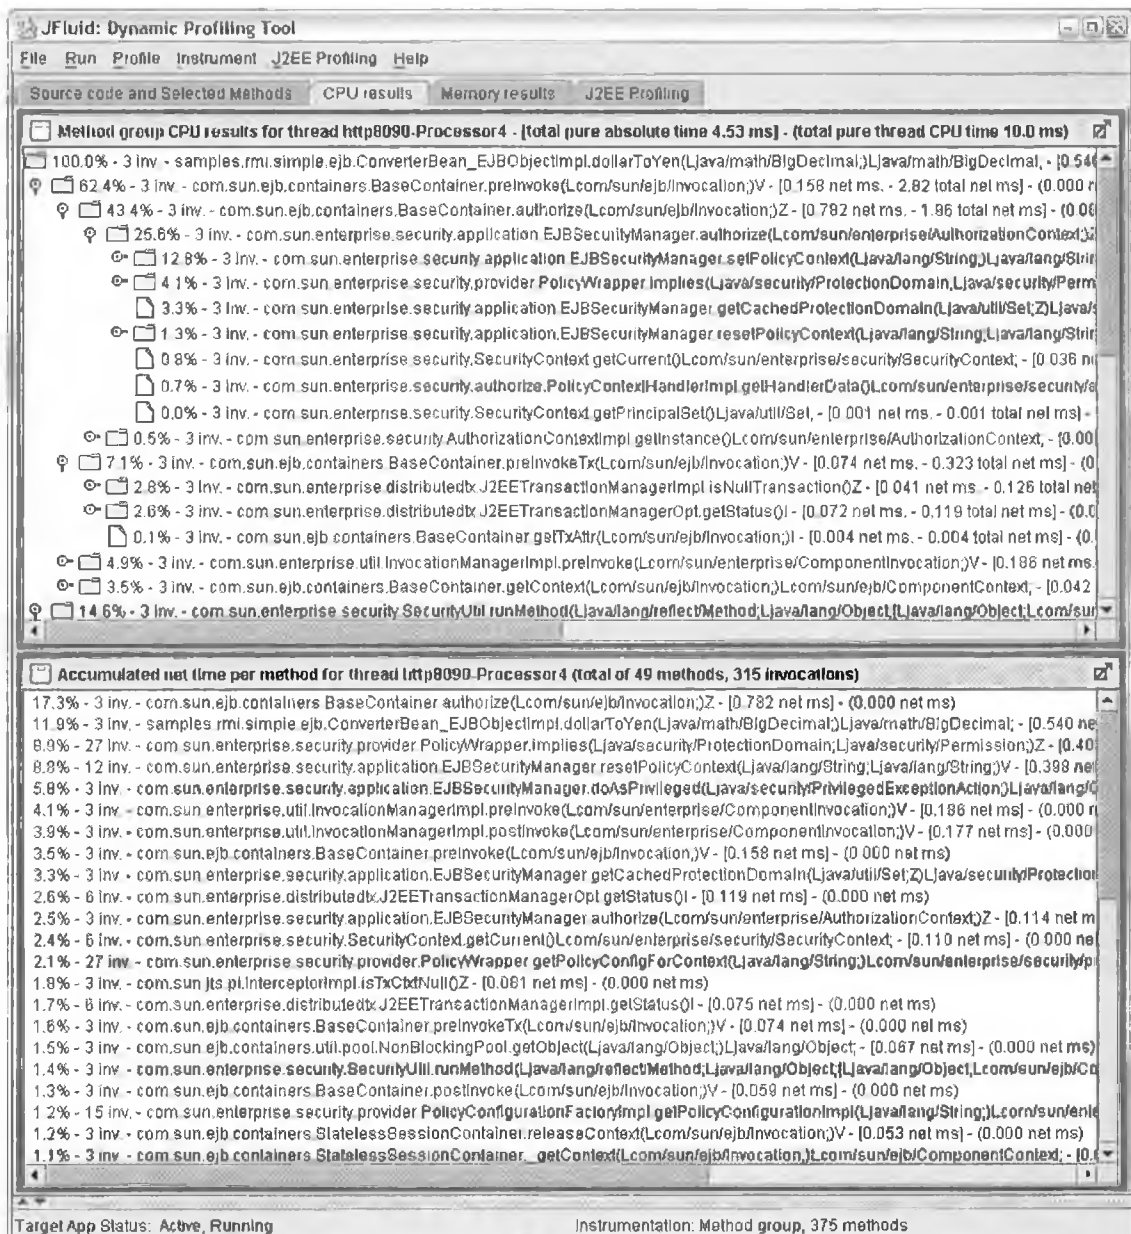 JFluid: Dynamic Profiling Tool
File Run Profile Instrument J2EE Profiling Help
Source code and Selected Methods CPU results Memory results J2EE Profiling
Method group CPU results for thread http8090-Processor4 - [total pure absolute time 4.53 ms] - (total pure thread CPU time 10.0 ms)
100.0% - 3 inv. - samples.rmi.simple.ejb.ConverterBean_EJBObjectImpl.dollarToYen(Ljava/math/BigDecimal;)Ljava/math/BigDecimal; - [0.54
62.4% - 3 inv. - com.sun.ejb.containers.BaseContainer.preInvoke(Lcom/sun/ejb/Invocation;)V - [0.158 net ms. - 2.82 total net ms] - (0.000
43.4% - 3 inv. - com.sun.ejb.containers.BaseContainer.authorize(Lcom/sun/ejb/Invocation;)Z - [0.782 net ms. - 1.96 total net ms] - (0.0
25.6% - 3 inv. - com.sun.enterprise.security.application.EJBSecurityManager.authorize(Lcom/sun/enterprise/AuthorizationContext;)
12.8% - 3 inv. - com.sun.enterprise.security.application.EJBSecurityManager.setPolicyContext(Ljava/lang/String;)Ljava/lang/Strin
4.1% - 3 inv. - com.sun.enterprise.security.provider.PolicyWrapper.implies(Ljava/security/ProtectionDomain;Ljava/security/Perm
3.3% - 3 inv. - com.sun.enterprise.security.application.EJBSecurityManager.getCachedProtectionDomain(Ljava/util/Set;Z)Ljava/s
1.3% - 3 inv. - com.sun.enterprise.security.application.EJBSecurityManager.resetPolicyContext(Ljava/lang/String;Ljava/lang/Strin
0.8% - 3 inv. - com.sun.enterprise.security.SecurityContext.getCurrent()Lcom/sun/enterprise/security/SecurityContext; - [0.036 n
0.7% - 3 inv. - com.sun.enterprise.security.authorize.PolicyContextHandlerImpl.getHandlerData()Lcom/sun/enterprise/security/a
0.0% - 3 inv. - com.sun.enterprise.security.SecurityContext.getPrincipalSet()Ljava/util/Set; - [0.001 net ms. - 0.001 total net ms] -
0.5% - 3 inv. - com.sun.enterprise.security.AuthorizationContextImpl.getInstance()Lcom/sun/enterprise/AuthorizationContext; - [0.00
7.1% - 3 inv. - com.sun.ejb.containers.BaseContainer.preInvokeTx(Lcom/sun/ejb/Invocation;)V - [0.074 net ms. - 0.323 total net ms] - (0
2.8% - 3 inv. - com.sun.enterprise.distributedtx.J2EETransactionManagerImpl.isNullTransaction()Z - [0.041 net ms. - 0.126 total net
2.6% - 3 inv. - com.sun.enterprise.distributedtx.J2EETransactionManagerOpt.getStatus()I - [0.072 net ms. - 0.119 total net ms] - (0.0
0.1% - 3 inv. - com.sun.ejb.containers.BaseContainer.getTxAttr(Lcom/sun/ejb/Invocation;)I - [0.004 net ms. - 0.004 total net ms] - (0.
4.9% - 3 inv. - com.sun.enterprise.util.InvocationManagerImpl.preInvoke(Lcom/sun/enterprise/ComponentInvocation;)V - [0.186 net ms.
3.5% - 3 inv. - com.sun.ejb.containers.BaseContainer.getContext(Lcom/sun/ejb/Invocation;)Lcom/sun/ejb/ComponentContext; - [0.042
14.6% - 3 inv. - com.sun.enterprise.security.SecurityUtil.runMethod(Ljava/lang/reflect/Method;Ljava/lang/Object;[Ljava/lang/Object;Lcom/sun
Accumulated net time per method for thread http8090-Processor4 (total of 49 methods, 315 invocations)
17.3% - 3 inv. - com.sun.ejb.containers.BaseContainer.authorize(Lcom/sun/ejb/Invocation;)Z - [0.782 net ms] - (0.000 net ms)
11.9% - 3 inv. - samples.rmi.simple.ejb.ConverterBean_EJBObjectImpl.dollarToYen(Ljava/math/BigDecimal;)Ljava/math/BigDecimal; - [0.540 ne
8.9% - 27 inv. - com.sun.enterprise.security.provider.PolicyWrapper.implies(Ljava/security/ProtectionDomain;Ljava/security/Permission;)Z - [0.40
8.8% - 12 inv. - com.sun.enterprise.security.application.EJBSecurityManager.resetPolicyContext(Ljava/lang/String;Ljava/lang/String;)V - [0.398 net
5.8% - 3 inv. - com.sun.enterprise.security.application.EJBSecurityManager.doAsPrivileged(Ljava/security/PrivilegedExceptionAction;)Ljava/lang/O
4.1% - 3 inv. - com.sun.enterprise.util.InvocationManagerImpl.preInvoke(Lcom/sun/enterprise/ComponentInvocation;)V - [0.186 net ms] - (0.000 n
3.9% - 3 inv. - com.sun.enterprise.util.InvocationManagerImpl.postInvoke(Lcom/sun/enterprise/ComponentInvocation;)V - [0.177 net ms] - (0.000
3.5% - 3 inv. - com.sun.ejb.containers.BaseContainer.preInvoke(Lcom/sun/ejb/Invocation;)V - [0.158 net ms] - (0.000 net ms)
3.3% - 3 inv. - com.sun.enterprise.security.application.EJBSecurityManager.getCachedProtectionDomain(Ljava/util/Set;Z)Ljava/security/Protection
2.6% - 6 inv. - com.sun.enterprise.distributedtx.J2EETransactionManagerOpt.getStatus()I - [0.119 net ms] - (0.000 net ms)
2.5% - 3 inv. - com.sun.enterprise.security.application.EJBSecurityManager.authorize(Lcom/sun/enterprise/AuthorizationContext;)Z - [0.114 net m
2.4% - 6 inv. - com.sun.enterprise.security.SecurityContext.getCurrent()Lcom/sun/enterprise/security/SecurityContext; - [0.110 net ms] - (0.000 ne
2.1% - 27 inv. - com.sun.enterprise.security.provider.PolicyWrapper.getPolicyConfigForContext(Ljava/lang/String;)Lcom/sun/enterprise/security/p
1.8% - 3 inv. - com.sun.jts.pi.InterceptorImpl.isTxCtxtNull()Z - [0.081 net ms] - (0.000 net ms)
1.7% - 6 inv. - com.sun.enterprise.distributedtx.J2EETransactionManagerImpl.getStatus()I - [0.075 net ms] - (0.000 net ms)
1.6% - 3 inv. - com.sun.ejb.containers.BaseContainer.preInvokeTx(Lcom/sun/ejb/Invocation;)V - [0.074 net ms] - (0.000 net ms)
1.5% - 3 inv. - com.sun.ejb.containers.util.pool.NonBlockingPool.getObject(Ljava/lang/Object;)Ljava/lang/Object; - [0.067 net ms] - (0.000 net ms)
1.4% - 3 inv. - com.sun.enterprise.security.SecurityUtil.runMethod(Ljava/lang/reflect/Method;Ljava/lang/Object;[Ljava/lang/Object;Lcom/sun/ejb/Co
1.3% - 3 inv. - com.sun.ejb.containers.BaseContainer.postInvoke(Lcom/sun/ejb/Invocation;)V - [0.059 net ms] - (0.000 net ms)
1.2% - 15 inv. - com.sun.enterprise.security.provider.PolicyConfigurationFactoryImpl.getPolicyConfigurationImpl(Ljava/lang/String;)Lcom/sun/ente
1.2% - 3 inv. - com.sun.ejb.containers.StatelessSessionContainer.releaseContext(Lcom/sun/ejb/Invocation;)V - [0.053 net ms] - (0.000 net ms)
1.1% - 3 inv. - com.sun.ejb.containers.StatelessSessionContainer._getContext(Lcom/sun/ejb/Invocation;)Lcom/sun/ejb/ComponentContext; - [0.
Target App Status: Active, Running
Instrumentation: Method group, 375 methods